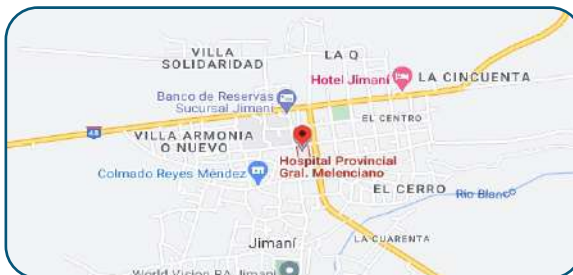 VILLA
SOLIDARIDAD
LA Q
Hotel Jimaní
LA CINCUENTA
Banco de Reservas
Sucursal Jimaní
EL CENTRO
46
VILLA ARMONIA
O NUEVO
Hospital Provincial
Gral. Melenciano
Colmado Reyes Méndez
EL CERRO
Rio Blanco
Jimaní
LA CUARENTA
World Vision RA Jimaní